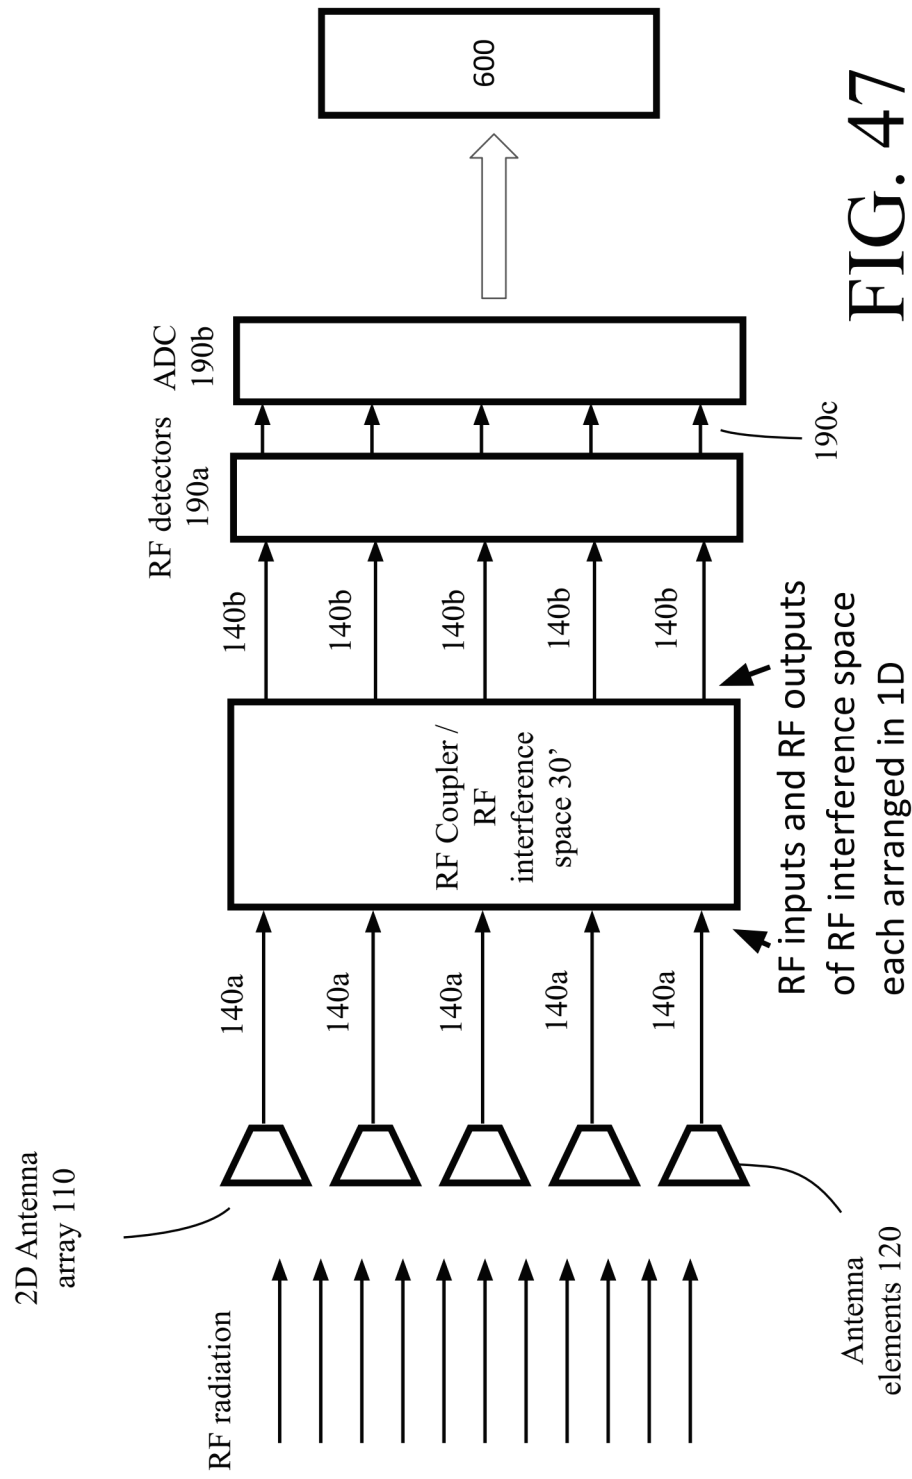 2D Antenna
array 110
RF radiation
Antenna
elements 120
140a
140a
140a
140a
140a
RF Coupler /
RF
interference
space 30’
RF inputs and RF outputs
of RF interference space
each arranged in 1D
140b
140b
140b
140b
140b
RF detectors
190a
ADC
190b
190c
600
FIG. 47